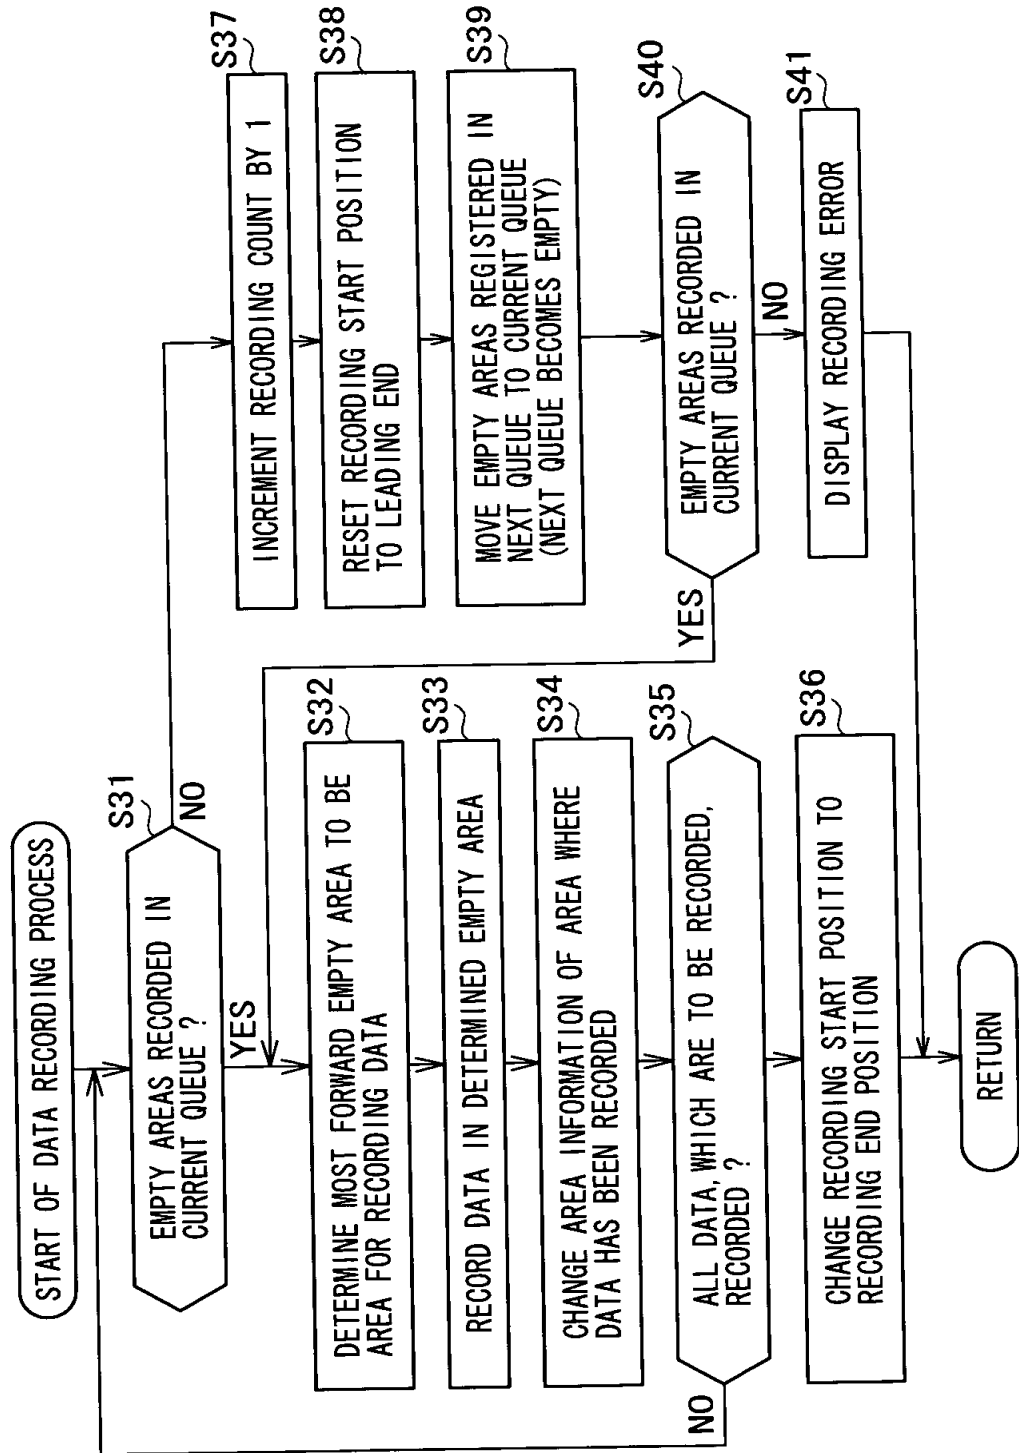 START OF DATA RECORDING PROCESS
S31
EMPTY AREAS RECORDED IN
CURRENT QUEUE ?
NO
YES
S32
DETERMINE MOST FORWARD EMPTY AREA TO BE
AREA FOR RECORDING DATA
S33
RECORD DATA IN DETERMINED EMPTY AREA
S34
CHANGE AREA INFORMATION OF AREA WHERE
DATA HAS BEEN RECORDED
S35
ALL DATA, WHICH ARE TO BE RECORDED,
RECORDED ?
NO
S36
CHANGE RECORDING START POSITION TO
RECORDING END POSITION
RETURN
S37
INCREMENT RECORDING COUNT BY 1
S38
RESET RECORDING START POSITION
TO LEADING END
S39
MOVE EMPTY AREAS REGISTERED IN
NEXT QUEUE TO CURRENT QUEUE
(NEXT QUEUE BECOMES EMPTY)
S40
EMPTY AREAS RECORDED IN
CURRENT QUEUE ?
YES
NO
S41
DISPLAY RECORDING ERROR